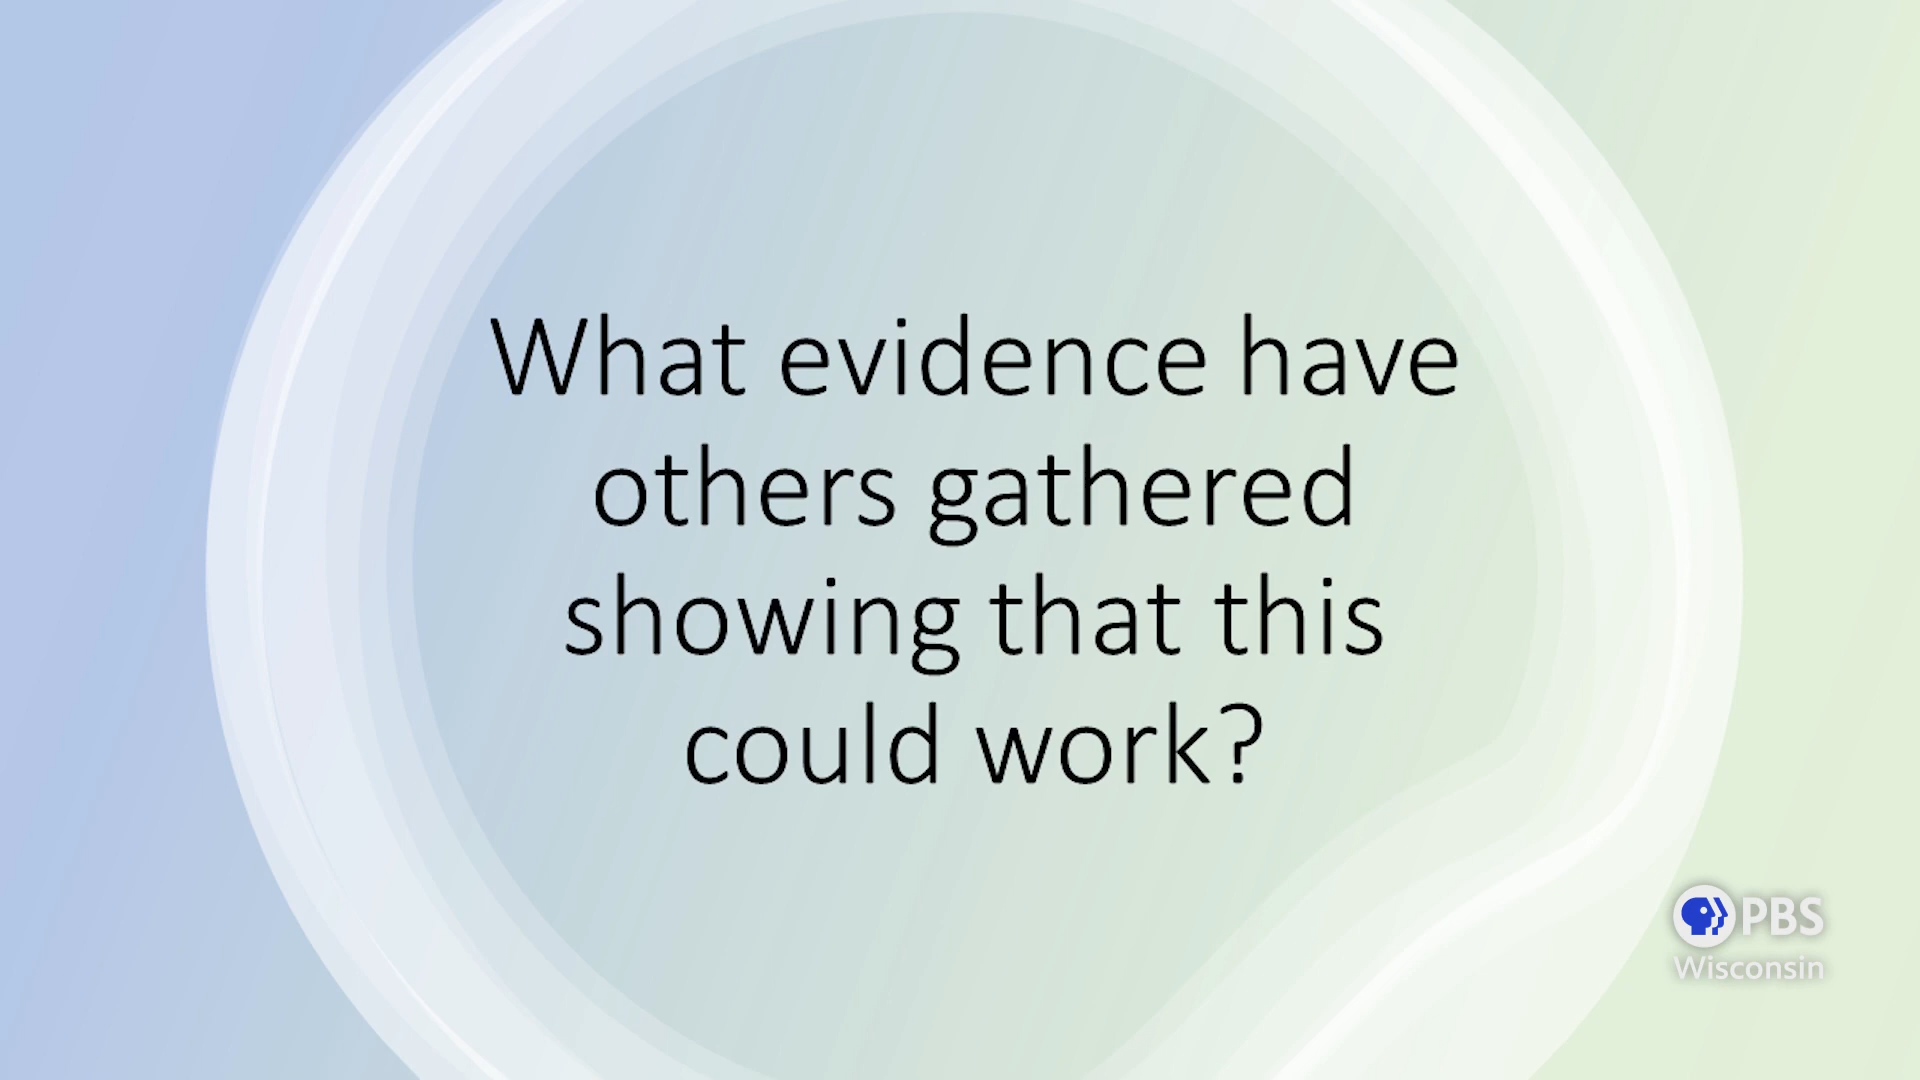 What evidence have
others gathered
showing that this
could work?
PBS
Wisconsin